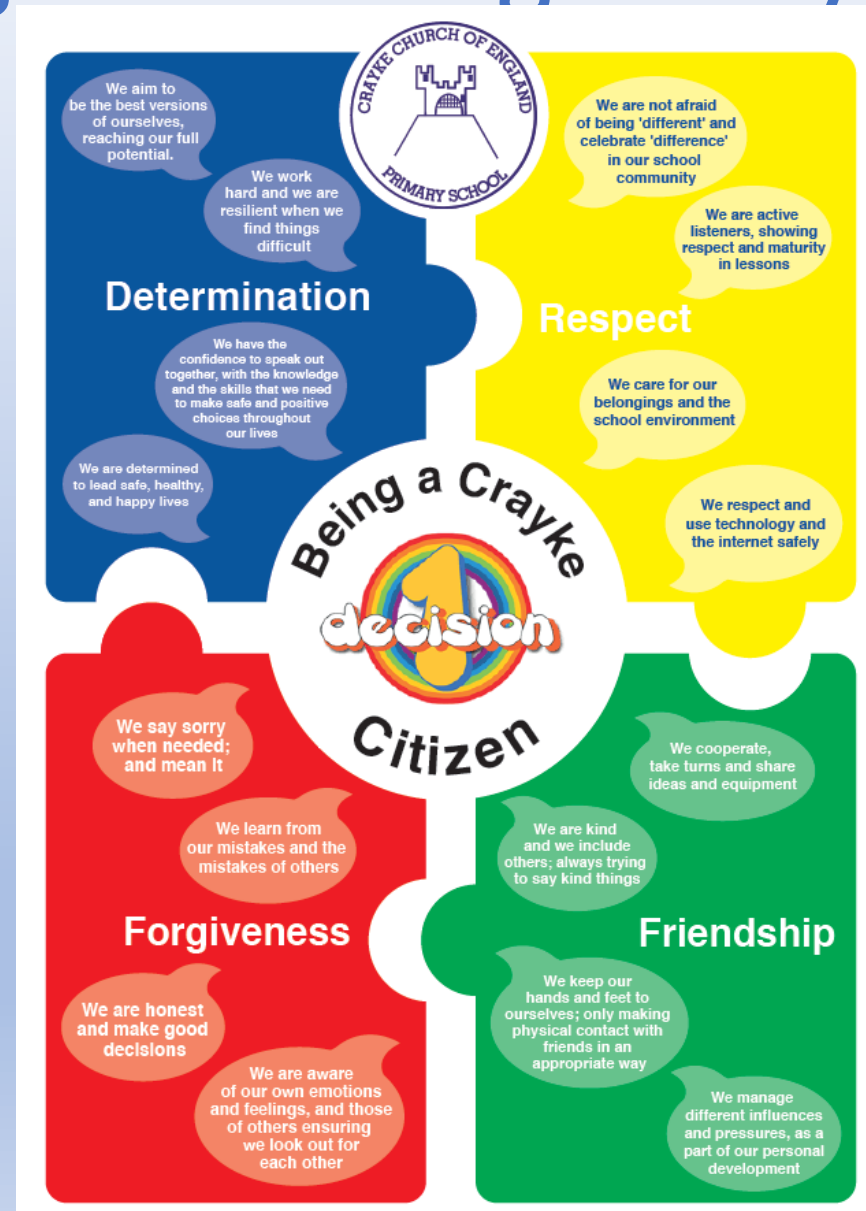 CRAYKE CHURCH OF ENGLAND
PRIMARY SCHOOL
We aim to
be the best versions
of ourselves,
reaching our full
potential.
We work
hard and we are
resilient when we
find things
difficult
Determination
We have the
confidence to speak out
together, with the knowledge
and the skills that we need
to make safe and positive
choices throughout
our lives
We are determined
to lead safe, healthy,
and happy lives
We are not afraid
of being 'different' and
celebrate 'difference'
in our school
community
We are active
listeners, showing
respect and maturity
in lessons
Respect
We care for our
belongings and the
school environment
We respect and
use technology and
the internet safely
Being a Crayke
1
decision
Citizen
We say sorry
when needed;
and mean it
We learn from
our mistakes and the
mistakes of others
Forgiveness
We are honest
and make good
decisions
We are aware
of our own emotions
and feelings, and those
of others ensuring
we look out for
each other
We cooperate,
take turns and share
ideas and equipment
We are kind
and we include
others; always trying
to say kind things
Friendship
We keep our
hands and feet to
ourselves; only making
physical contact with
friends in an
appropriate way
We manage
different influences
and pressures, as a
part of our personal
development